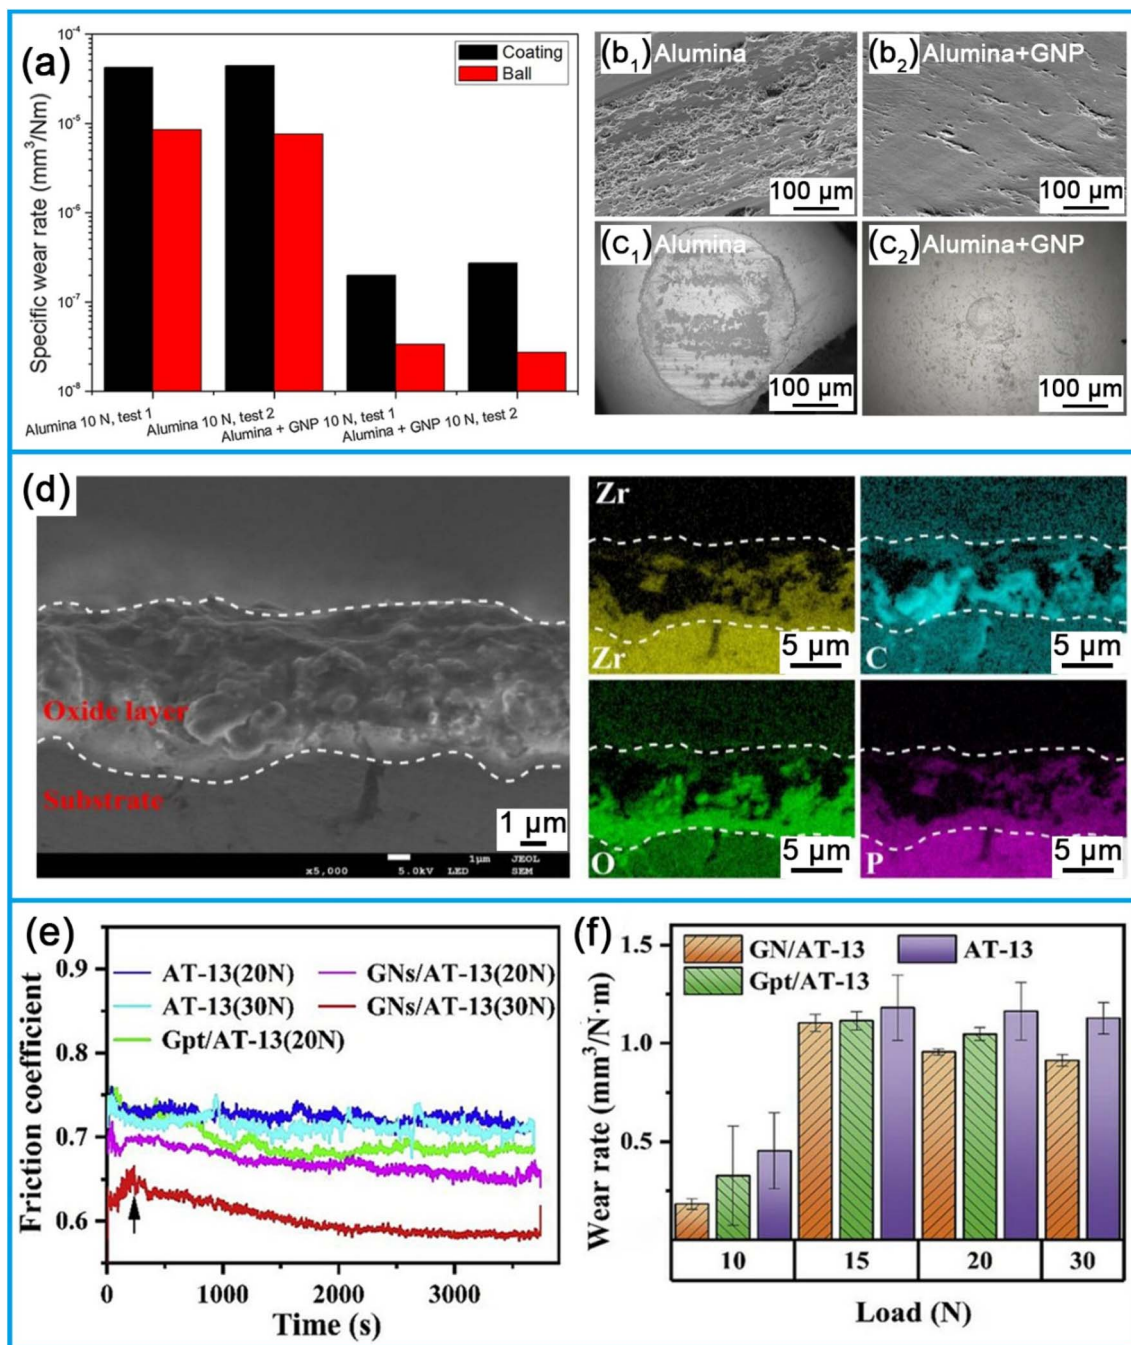 (a)
Coating
Ball
Specific wear rate (mm³/Nm)
10⁻⁴
10⁻⁵
10⁻⁶
10⁻⁷
10⁻⁸
Alumina 10 N, test 1
Alumina 10 N, test 2
Alumina + GNP 10 N, test 1
Alumina + GNP 10 N, test 2
(b₁) Alumina
100 µm
(b₂) Alumina+GNP
100 µm
(c₁) Alumina
100 µm
(c₂) Alumina+GNP
100 µm
(d)
Oxide layer
Substrate
1 µm
1µm JEOL
x5,000 5.0kV LED SEM
Zr
Zr
5 µm
C
5 µm
O
5 µm
P
5 µm
(e)
AT-13(20N)
GNs/AT-13(20N)
AT-13(30N)
GNs/AT-13(30N)
Gpt/AT-13(20N)
Friction coefficient
0.9
0.8
0.7
0.6
0 1000 2000 3000
Time (s)
(f)
GN/AT-13
AT-13
Gpt/AT-13
Wear rate (mm³/N·m)
1.5
1.0
0.5
10 15 20 30
Load (N)